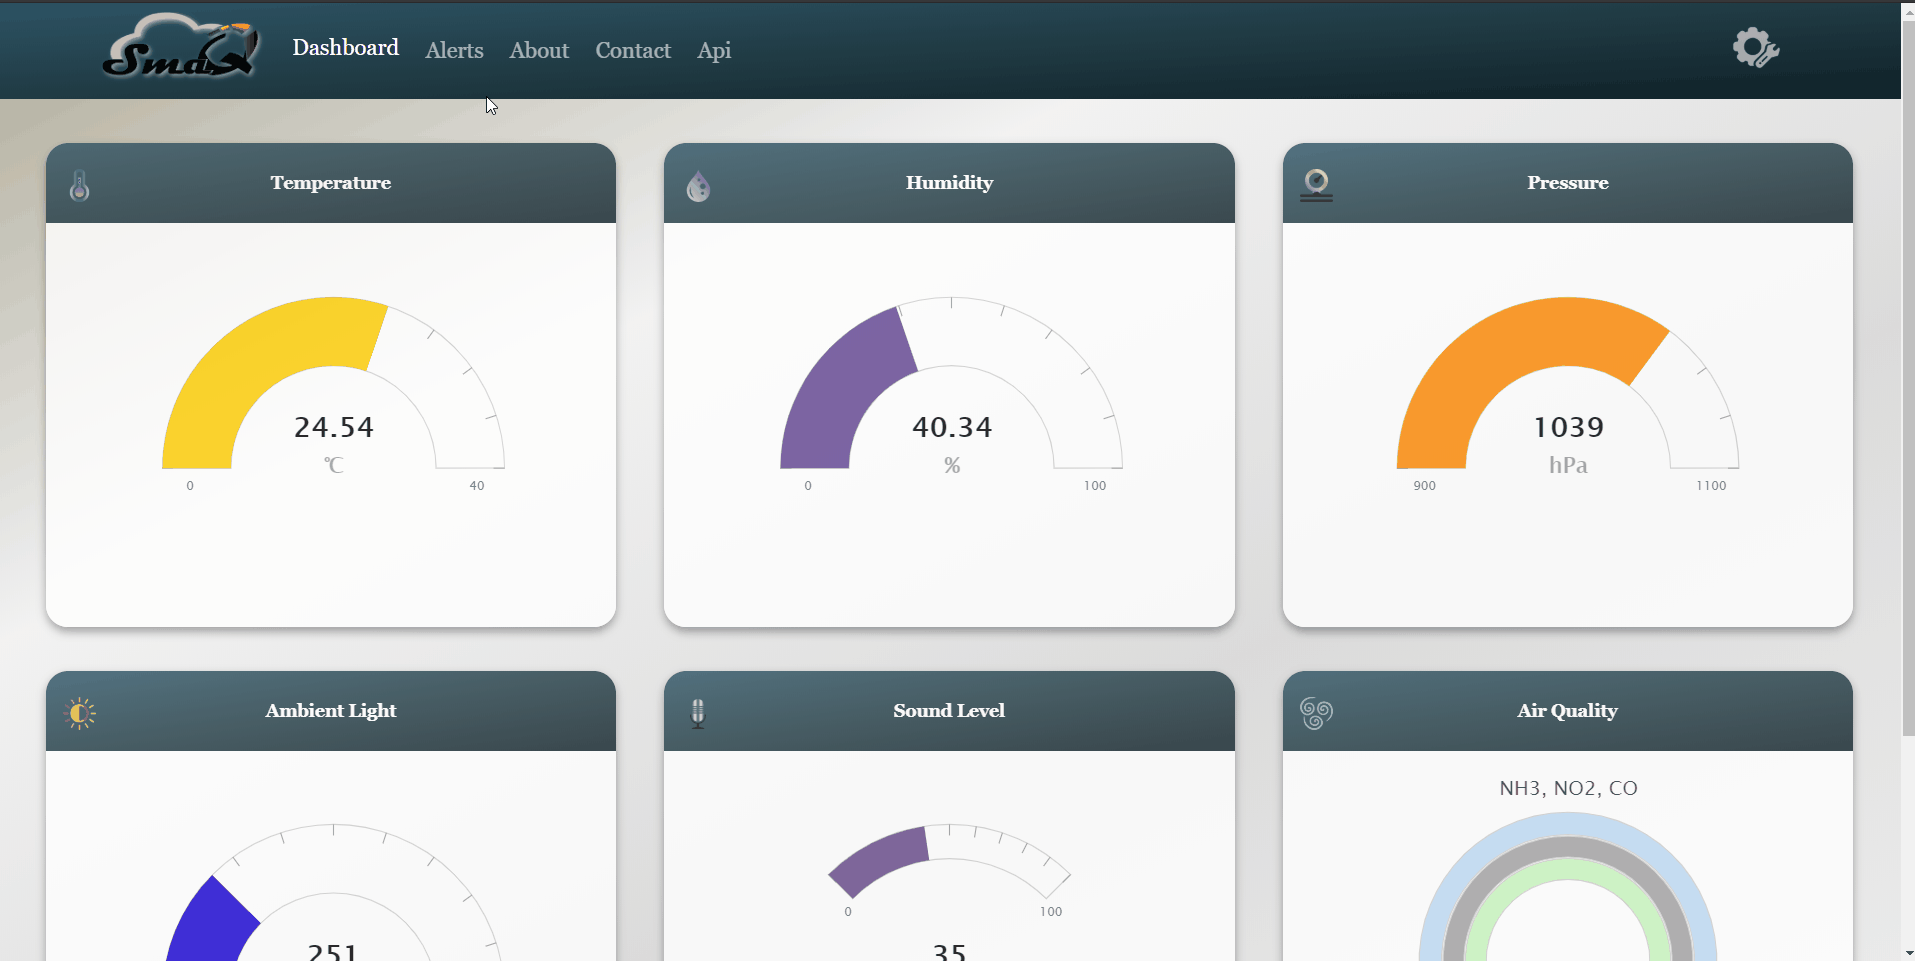 SmaQ
Dashboard
Alerts
About
Contact
Api
Temperature
24.54
℃
0
40
Humidity
40.34
%
0
100
Pressure
1039
hPa
900
1100
Ambient Light
251
Sound Level
0
100
35
Air Quality
NH3, NO2, CO